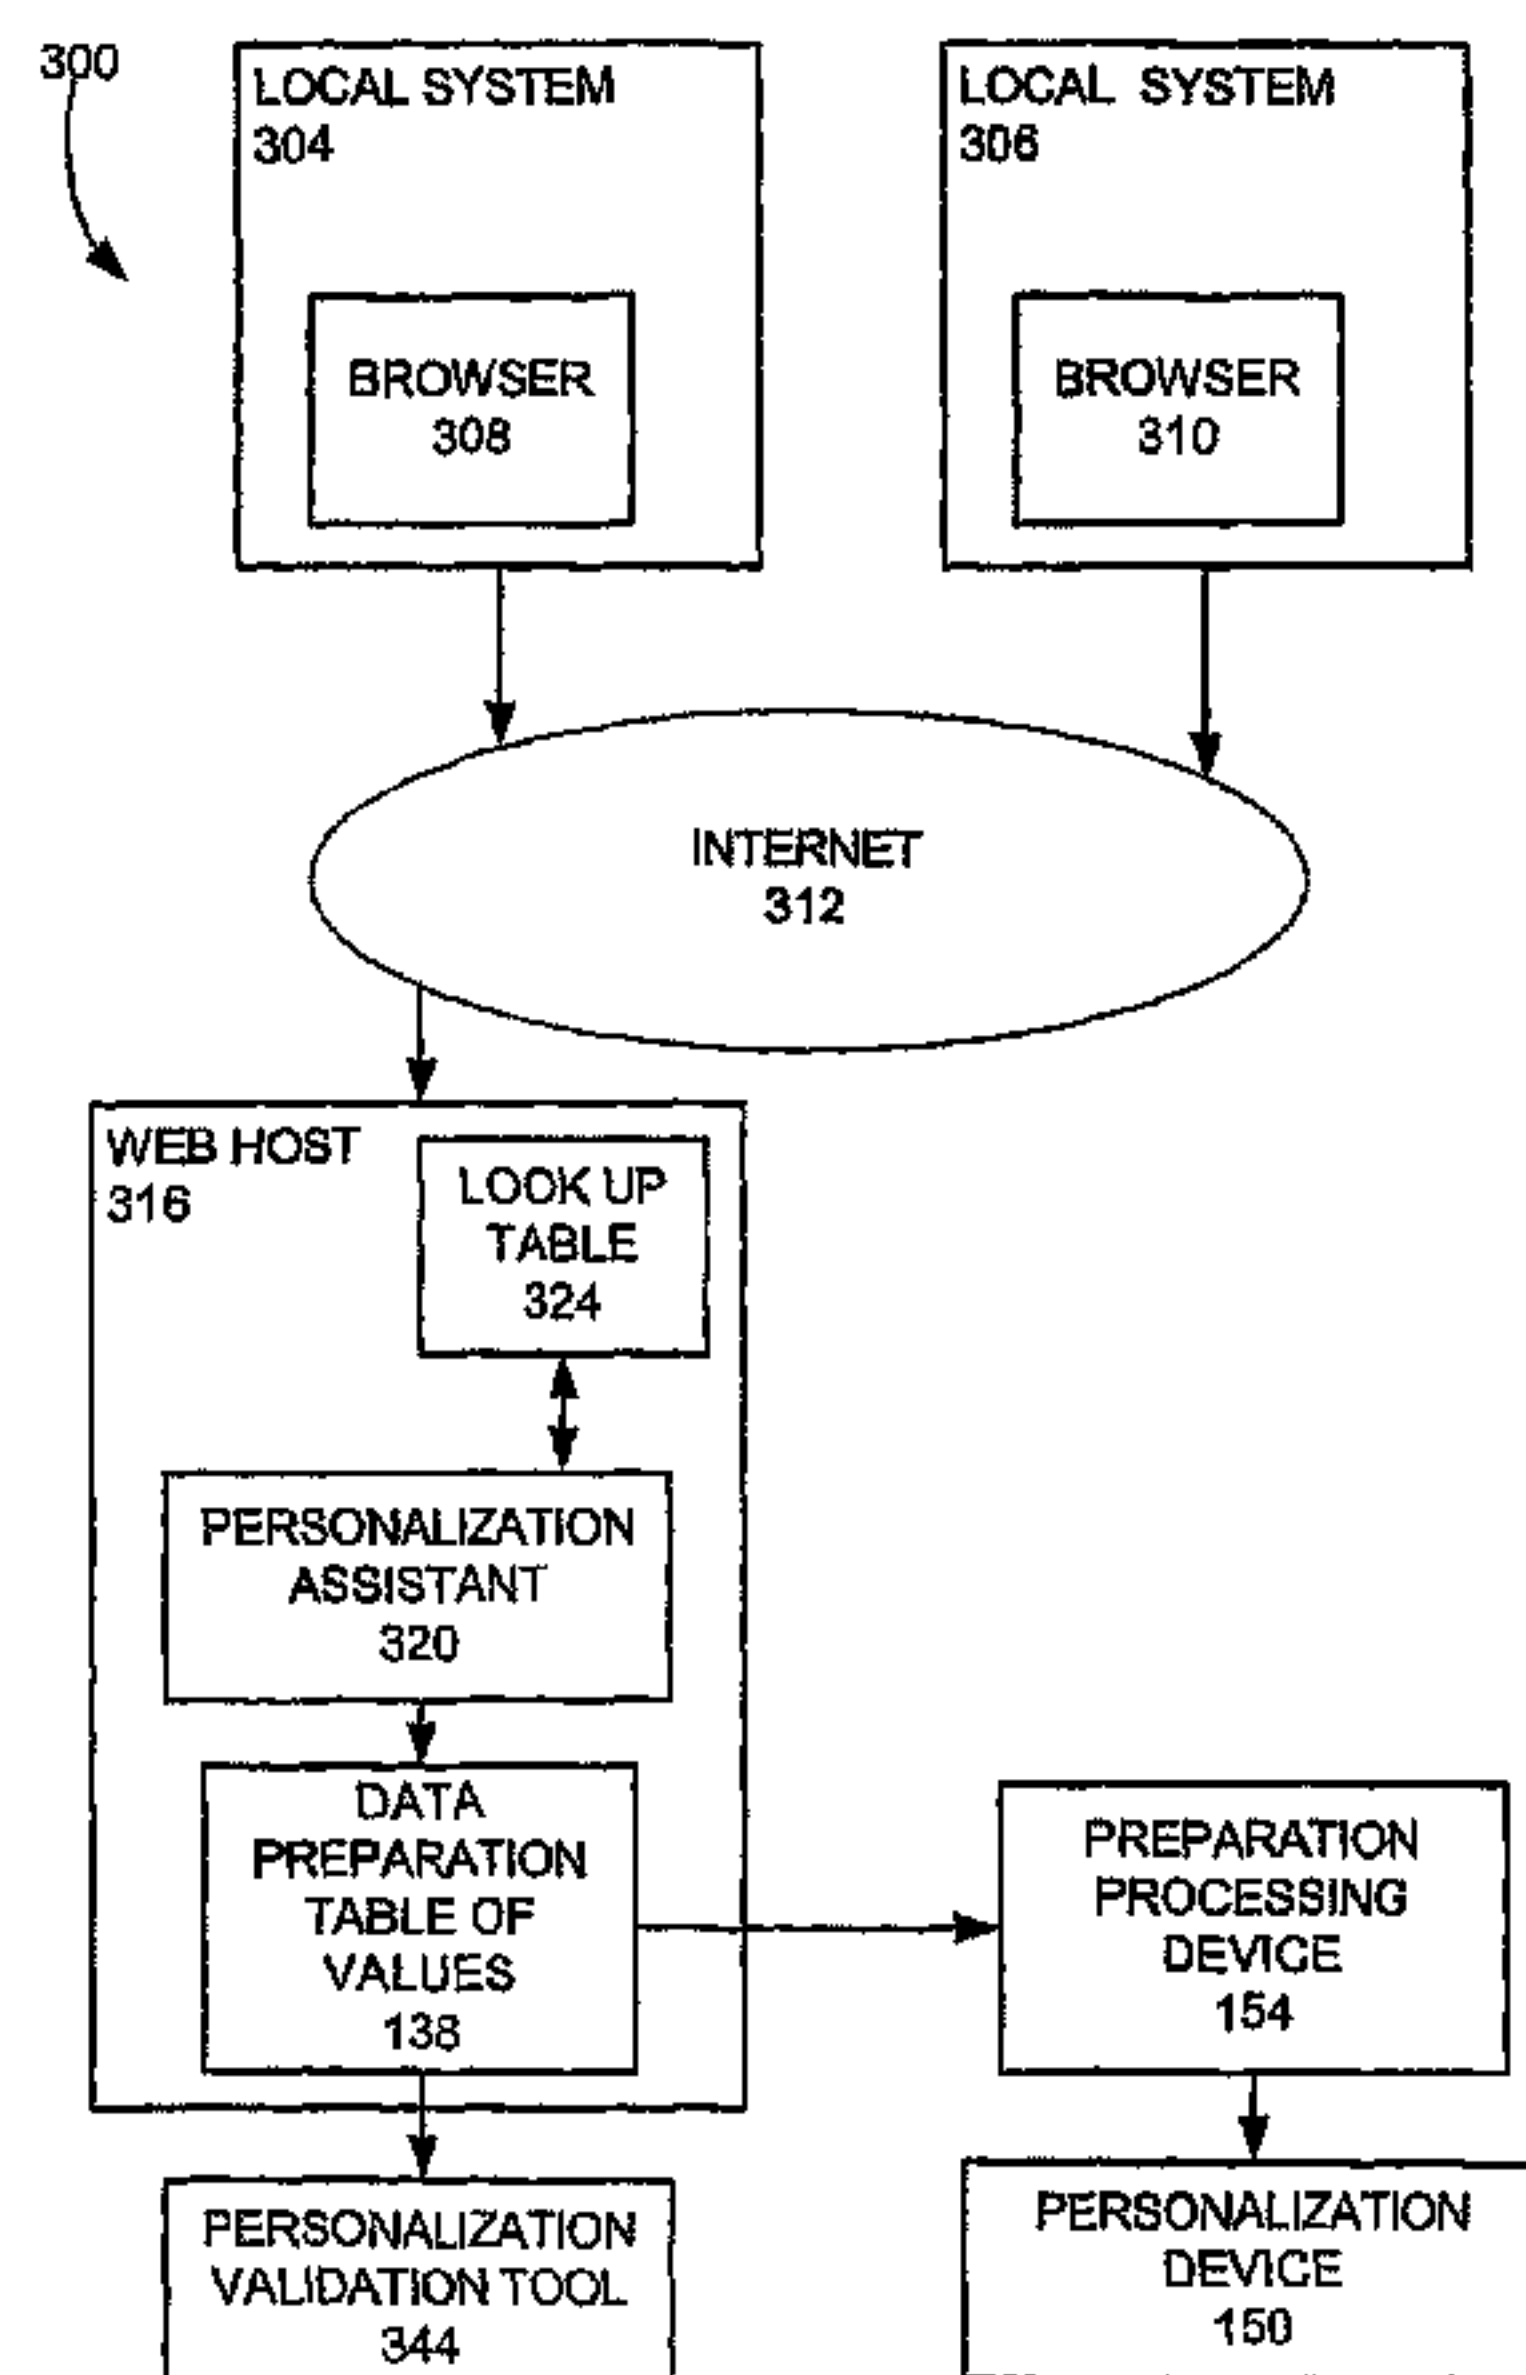 300
LOCAL SYSTEM
304
BROWSER
308
LOCAL SYSTEM
306
BROWSER
310
INTERNET
312
WEB HOST
316
LOOK UP
TABLE
324
PERSONALIZATION
ASSISTANT
320
DATA
PREPARATION
TABLE OF
VALUES
138
PREPARATION
PROCESSING
DEVICE
154
PERSONALIZATION
VALIDATION TOOL
344
PERSONALIZATION
DEVICE
150